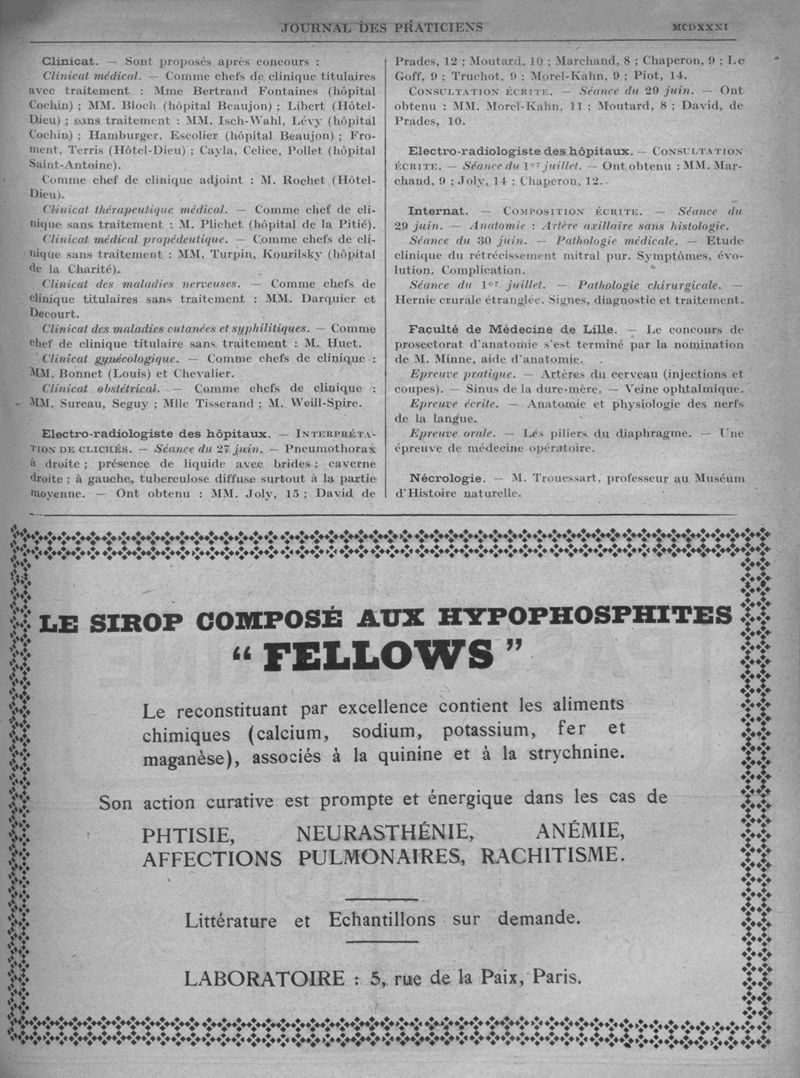 JOURNAL DES PRATICIENS
MCDXXXI
Clinicat. — Sont proposés après concours :
Clinicat médical. — Comme chefs de clinique titulaires
avec traitement : Mme Bertrand Fontaines (hôpital
Cochin) ; MM. Bloch (hôpital Beaujon) ; Libert (Hôtel-
Dieu) ; sans traitement : MM. Isch-Wahl, Lévy (hôpital
Cochin) ; Hamburger, Escolier (hôpital Beaujon) ; Fro-
ment, Terris (Hôtel-Dieu) ; Cayla, Celice, Pollet (hôpital
Saint-Antoine).
Comme chef de clinique adjoint : M. Rochet (Hôtel-
Dieu).
Clinicat thérapeutique médical. — Comme chef de cli-
nique sans traitement : M. Plichet (hôpital de la Pitié).
Clinicat médical propédeutique. — Comme chefs de cli-
nique sans traitement : MM. Turpin, Kourilsky (hôpital
de la Charité).
Clinicat des maladies nerveuses. — Comme chefs de
clinique titulaires sans traitement : MM. Darquier et
Decourt.
Clinicat des maladies cutanées et syphilitiques. — Comme
chef de clinique titulaire sans traitement : M. Huet.
Clinicat gynécologique. — Comme chefs de clinique :
MM. Bonnet (Louis) et Chevalier.
Clinicat obstétrical. — Comme chefs de clinique :
MM. Sureau, Seguy ; Mlle Tisserand ; M. Weill-Spire.
Electro-radiologiste des hôpitaux. — INTERPRÉTA-
TION DE CLICHÉS. — Séance du 27 juin. — Pneumothorax
à droite ; présence de liquide avec brides ; caverne
droite ; à gauche, tuberculose diffuse surtout à la partie
moyenne. — Ont obtenu : MM. Joly, 15 ; David de
Prades, 12 ; Moutard, 10 ; Marchand, 8 ; Chaperon, 9 ; Le
Goff, 9 ; Truchot, 9 ; Morel-Kahn, 9 ; Piot, 14.
CONSULTATION ÉCRITE. — Séance du 29 juin. — Ont
obtenu : MM. Morel-Kahn, 11 ; Moutard, 8 ; David, de
Prades, 10.
Electro-radiologiste des hôpitaux. — CONSULTATION
ÉCRITE. — Séance du 1er juillet. — Ont obtenu : MM. Mar-
chand, 9 ; Joly, 14 ; Chaperon, 12.
Internat. — COMPOSITION ÉCRITE. — Séance du
29 juin. — Anatomie : Artère axillaire sans histologie.
Séance du 30 juin. — Pathologie médicale. — Etude
clinique du rétrécissement mitral pur. Symptômes, évo-
lution. Complication.
Séance du 1er juillet. — Pathologie chirurgicale. —
Hernie crurale étranglée. Signes, diagnostic et traitement.
Faculté de Médecine de Lille. — Le concours de
prosectorat d'anatomie s'est terminé par la nomination
de M. Minne, aide d'anatomie.
Epreuve pratique. — Artères du cerveau (injections et
coupes). — Sinus de la dure-mère. — Veine ophtalmique.
Epreuve écrite. — Anatomie et physiologie des nerfs
de la langue.
Epreuve orale. — Les piliers du diaphragme. — Une
épreuve de médecine opératoire.
Nécrologie. — M. Trouessart, professeur au Muséum
d'Histoire naturelle.
LE SIROP COMPOSÉ AUX HYPOPHOSPHITES
“ FELLOWS ”
Le reconstituant par excellence contient les aliments
chimiques (calcium, sodium, potassium, fer et
maganèse), associés à la quinine et à la strychnine.
Son action curative est prompte et énergique dans les cas de
PHTISIE, NEURASTHÉNIE, ANÉMIE,
AFFECTIONS PULMONAIRES, RACHITISME.
Littérature et Echantillons sur demande.
LABORATOIRE : 5, rue de la Paix, Paris.